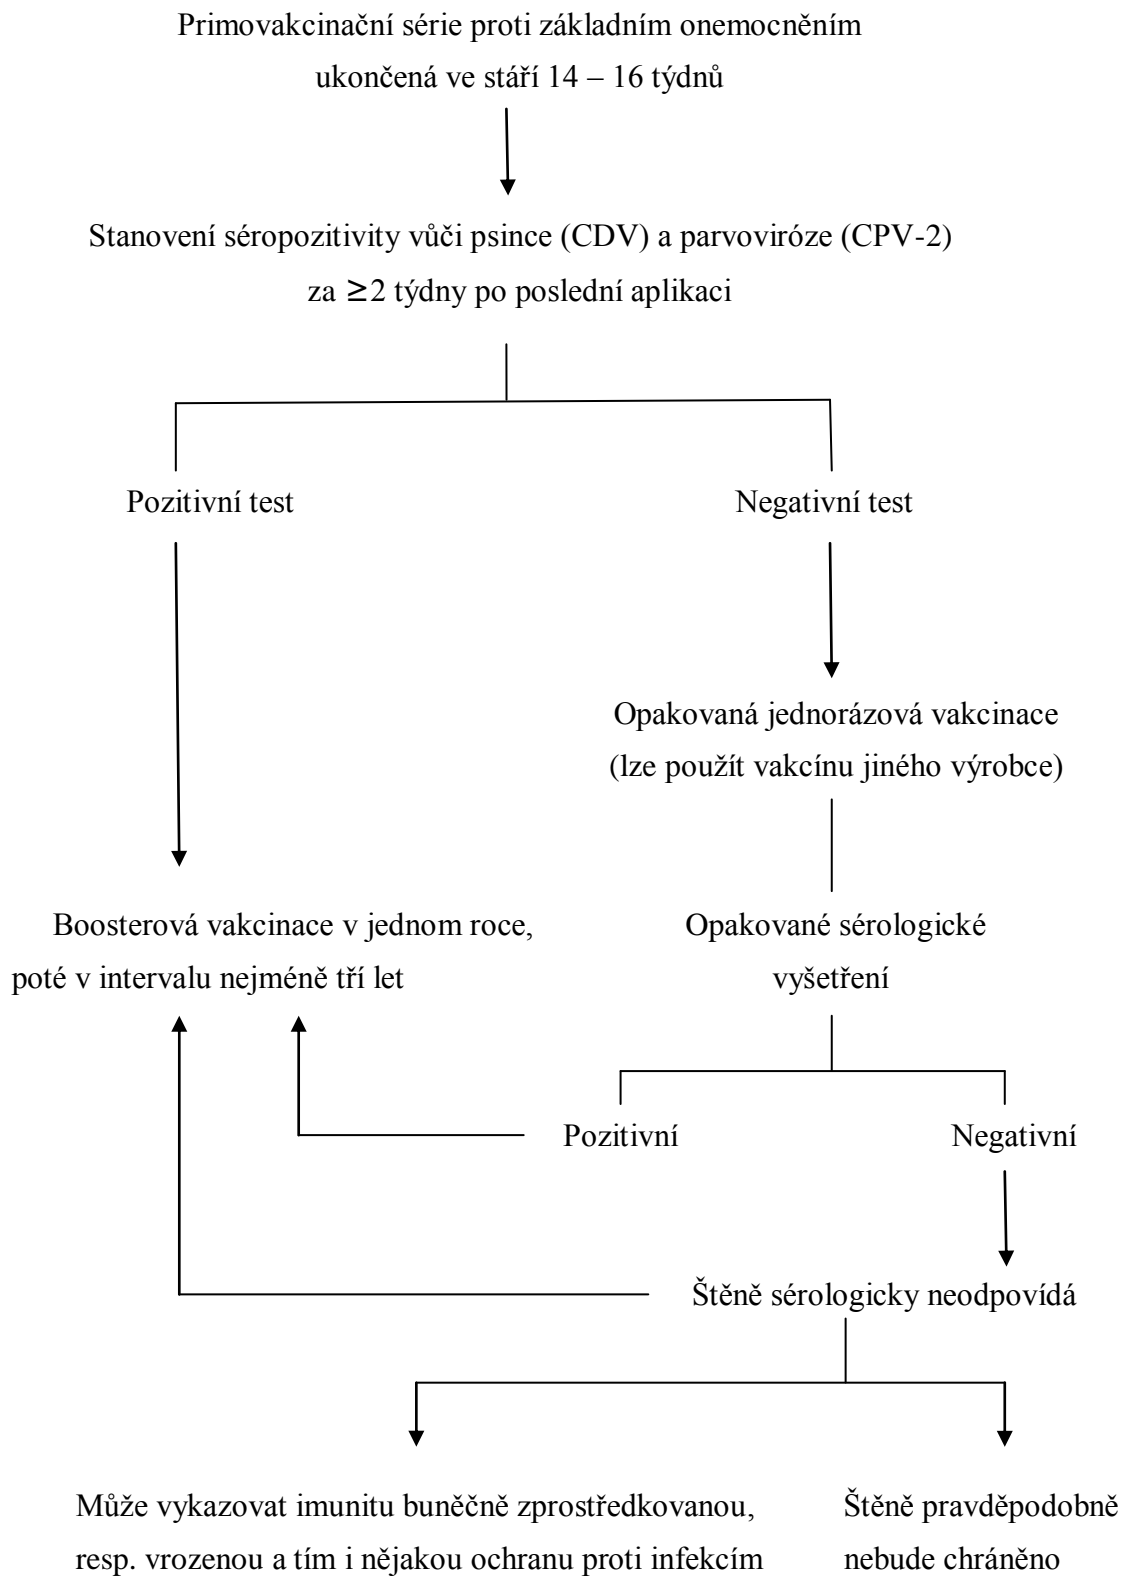 Primovakcinační série proti základním onemocněním
ukončená ve stáří 14 – 16 týdnů
Stanovení séropozitivity vůči psince (CDV) a parvoviróze (CPV-2)
za ≥2 týdny po poslední aplikaci
Pozitivní test
Negativní test
Opakovaná jednorázová vakcinace
(lze použít vakcínu jiného výrobce)
Boosterová vakcinace v jednom roce,
poté v intervalu nejméně tří let
Opakované sérologické
vyšetření
Pozitivní
Negativní
Štěně sérologicky neodpovídá
Může vykazovat imunitu buněčně zprostředkovanou,
resp. vrozenou a tím i nějakou ochranu proti infekcím
Štěně pravděpodobně
nebude chráněno